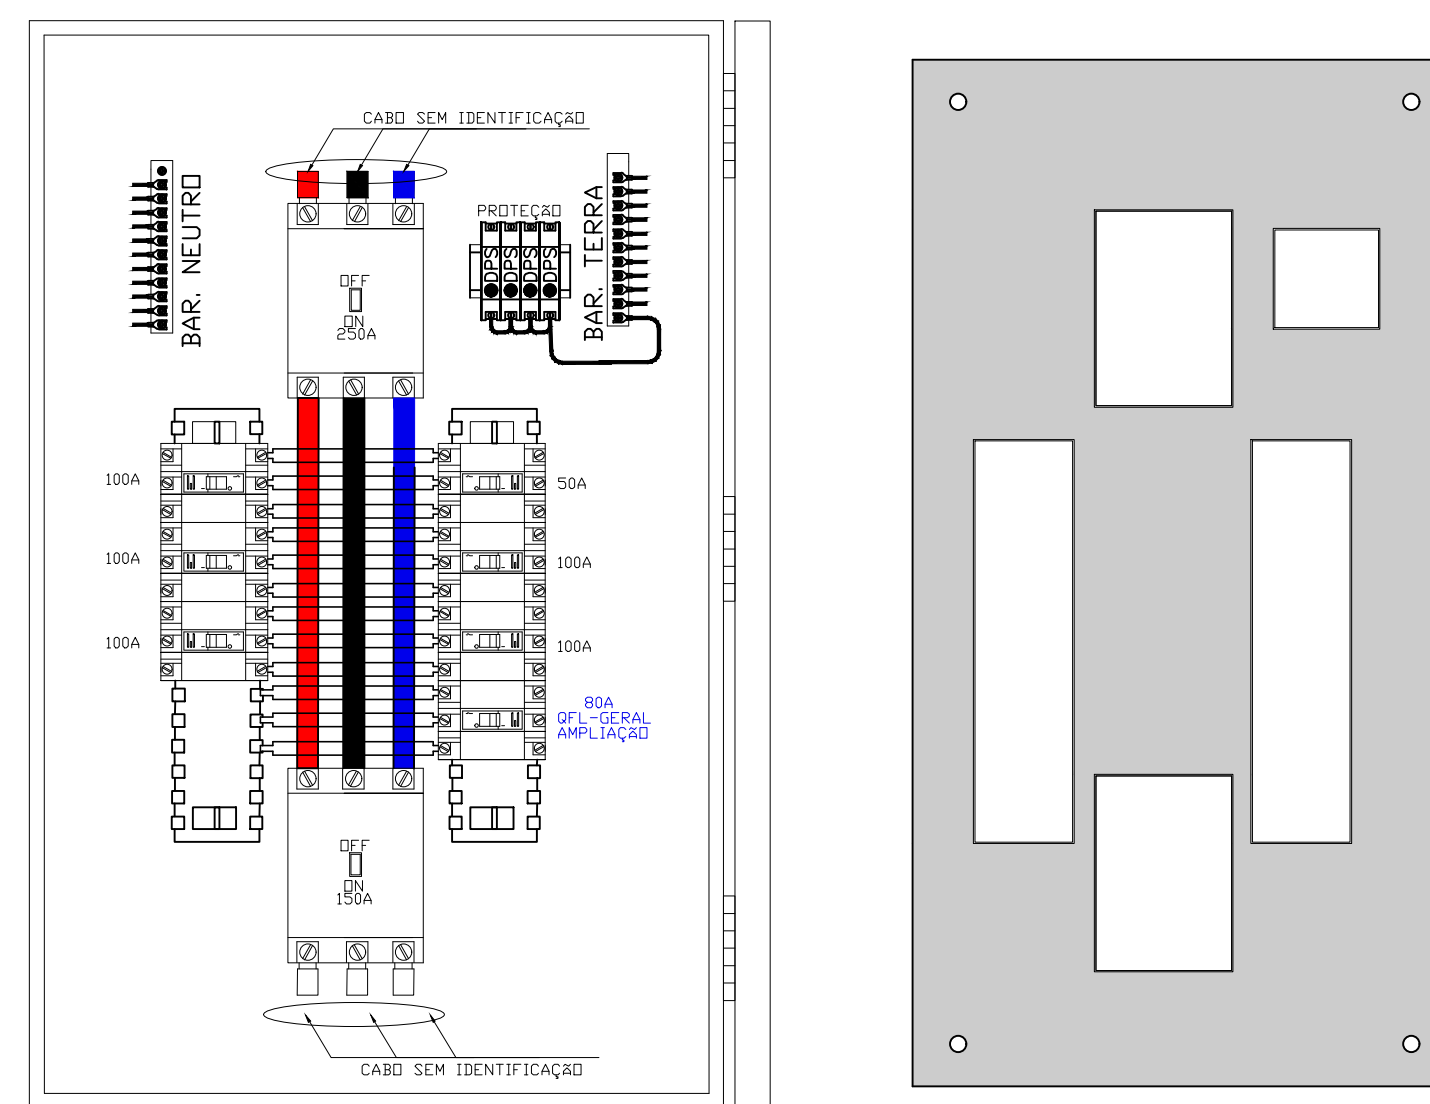 CABO SEM IDENTIFICAÇÃO
BAR. NEUTRO
PROTEÇÃO
DPS
DPS
DPS
DPS
BAR. TERRA
OFF
ON
250A
100A
50A
100A
100A
100A
100A
80A
QFL-GERAL
AMPLIAÇÃO
OFF
ON
150A
CABO SEM IDENTIFICAÇÃO